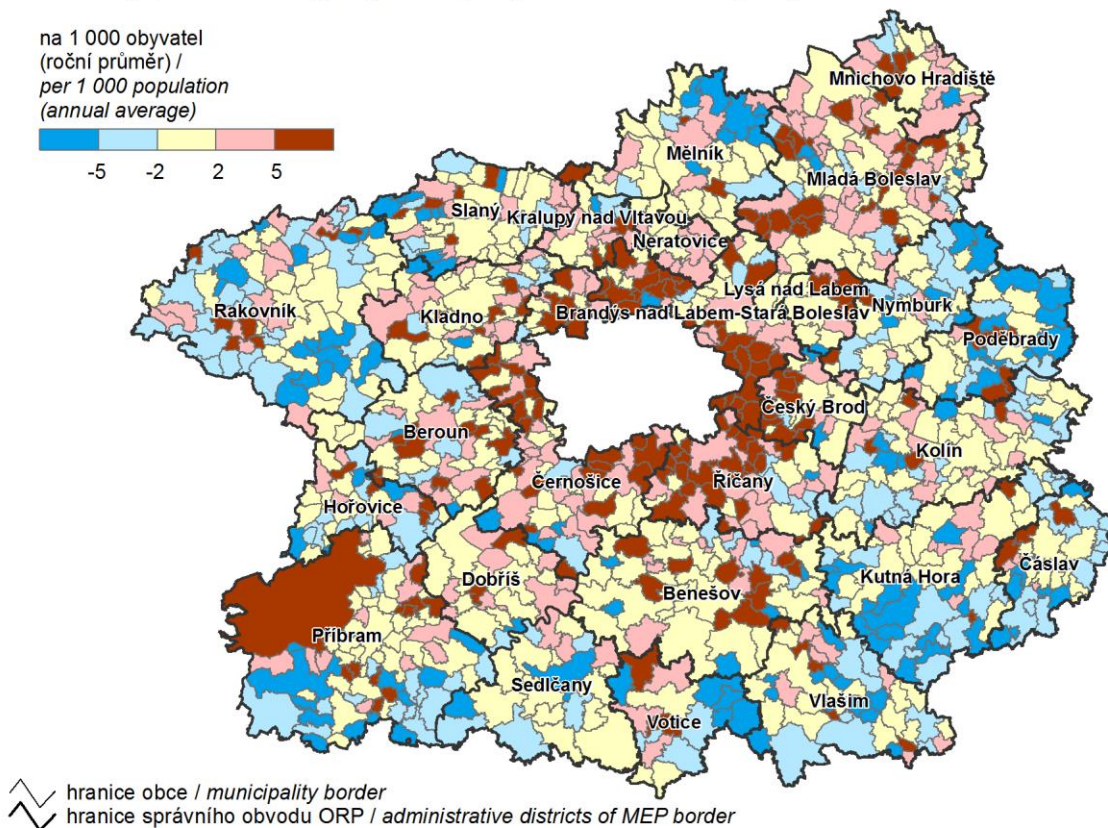 na 1 000 obyvatel
(roční průměr) /
per 1 000 population
(annual average)
-5 -2 2 5
Mnichovo Hradiště
Mělník
Mladá Boleslav
Slaný
Kralupy nad Vltavou
Neratovice
Lysá nad Labem
Rakovník
Kladno
Brandýs nad Labem-Stará Boleslav
Nymburk
Poděbrady
Český Brod
Beroun
Kolín
Černošice
Říčany
Hořovice
Dobříš
Benešov
Kutná Hora
Čáslav
Příbram
Sedlčany
Vlašim
Votice
hranice obce / municipality border
hranice správního obvodu ORP / administrative districts of MEP border